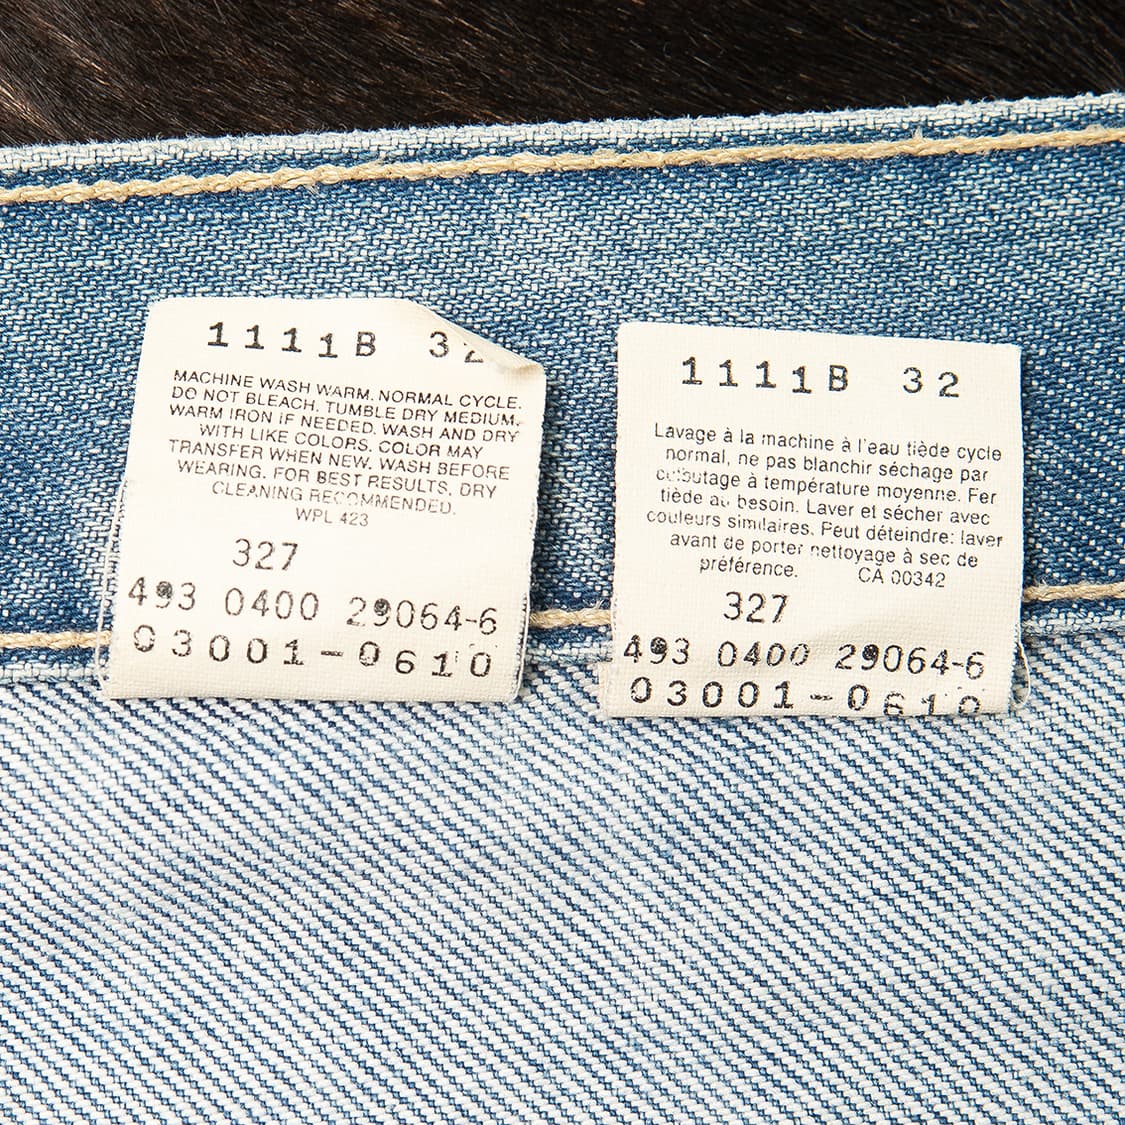 1111B 32
MACHINE WASH WARM. NORMAL CYCLE.
DO NOT BLEACH. TUMBLE DRY MEDIUM.
WARM IRON IF NEEDED. WASH AND DRY
WITH LIKE COLORS. COLOR MAY
TRANSFER WHEN NEW. WASH BEFORE
WEARING. FOR BEST RESULTS, DRY
CLEANING RECOMMENDED.
WPL 423
327
493 0400 29064-6
03001-0610
1111B 32
Lavage à la machine à l'eau tiède cycle
normal, ne pas blanchir séchage par
culbutage à température moyenne. Fer
tiède au besoin. Laver et sécher avec
couleurs similaires. Peut déteindre: laver
avant de porter nettoyage à sec de
préférence. CA 00342
327
493 0400 29064-6
03001-0610